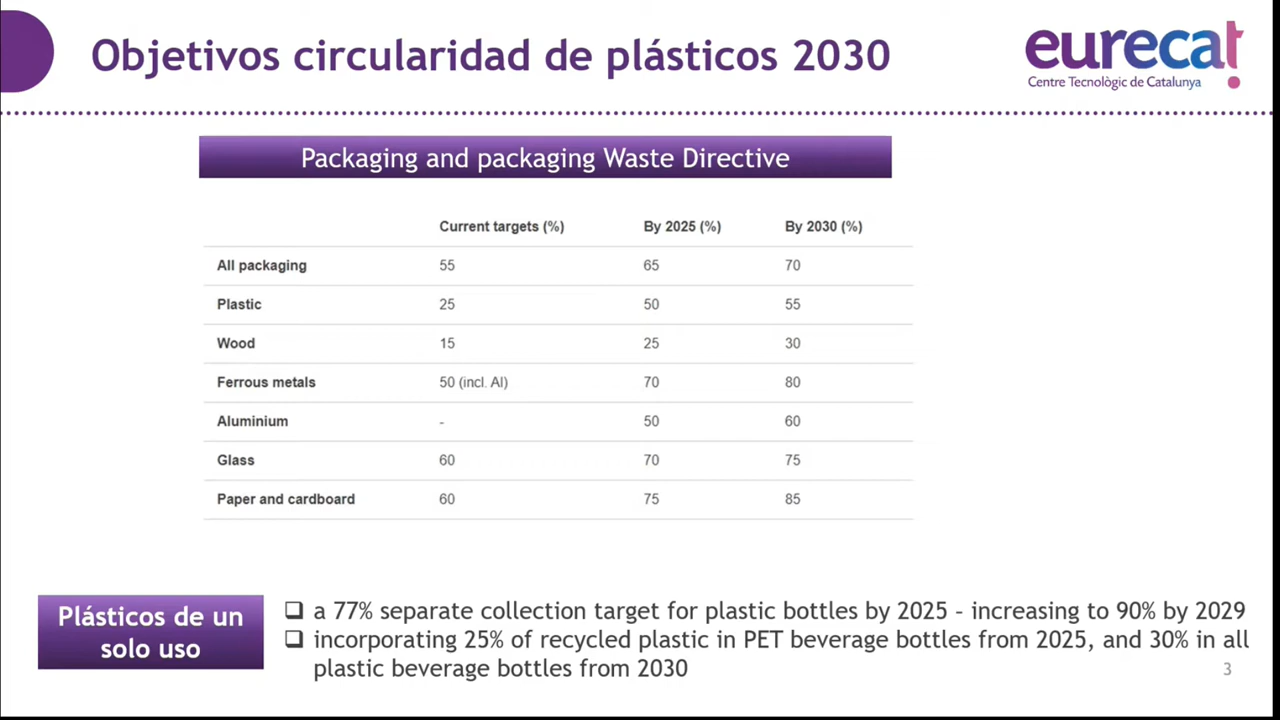 Objetivos circularidad de plásticos 2030
eurecat
Centre Tecnològic de Catalunya
Packaging and packaging Waste Directive
Current targets (%) By 2025 (%) By 2030 (%)
All packaging 55 65 70
Plastic 25 50 55
Wood 15 25 30
Ferrous metals 50 (incl. Al) 70 80
Aluminium - 50 60
Glass 60 70 75
Paper and cardboard 60 75 85
Plásticos de un
solo uso
❑ a 77% separate collection target for plastic bottles by 2025 – increasing to 90% by 2029
❑ incorporating 25% of recycled plastic in PET beverage bottles from 2025, and 30% in all
plastic beverage bottles from 2030
3